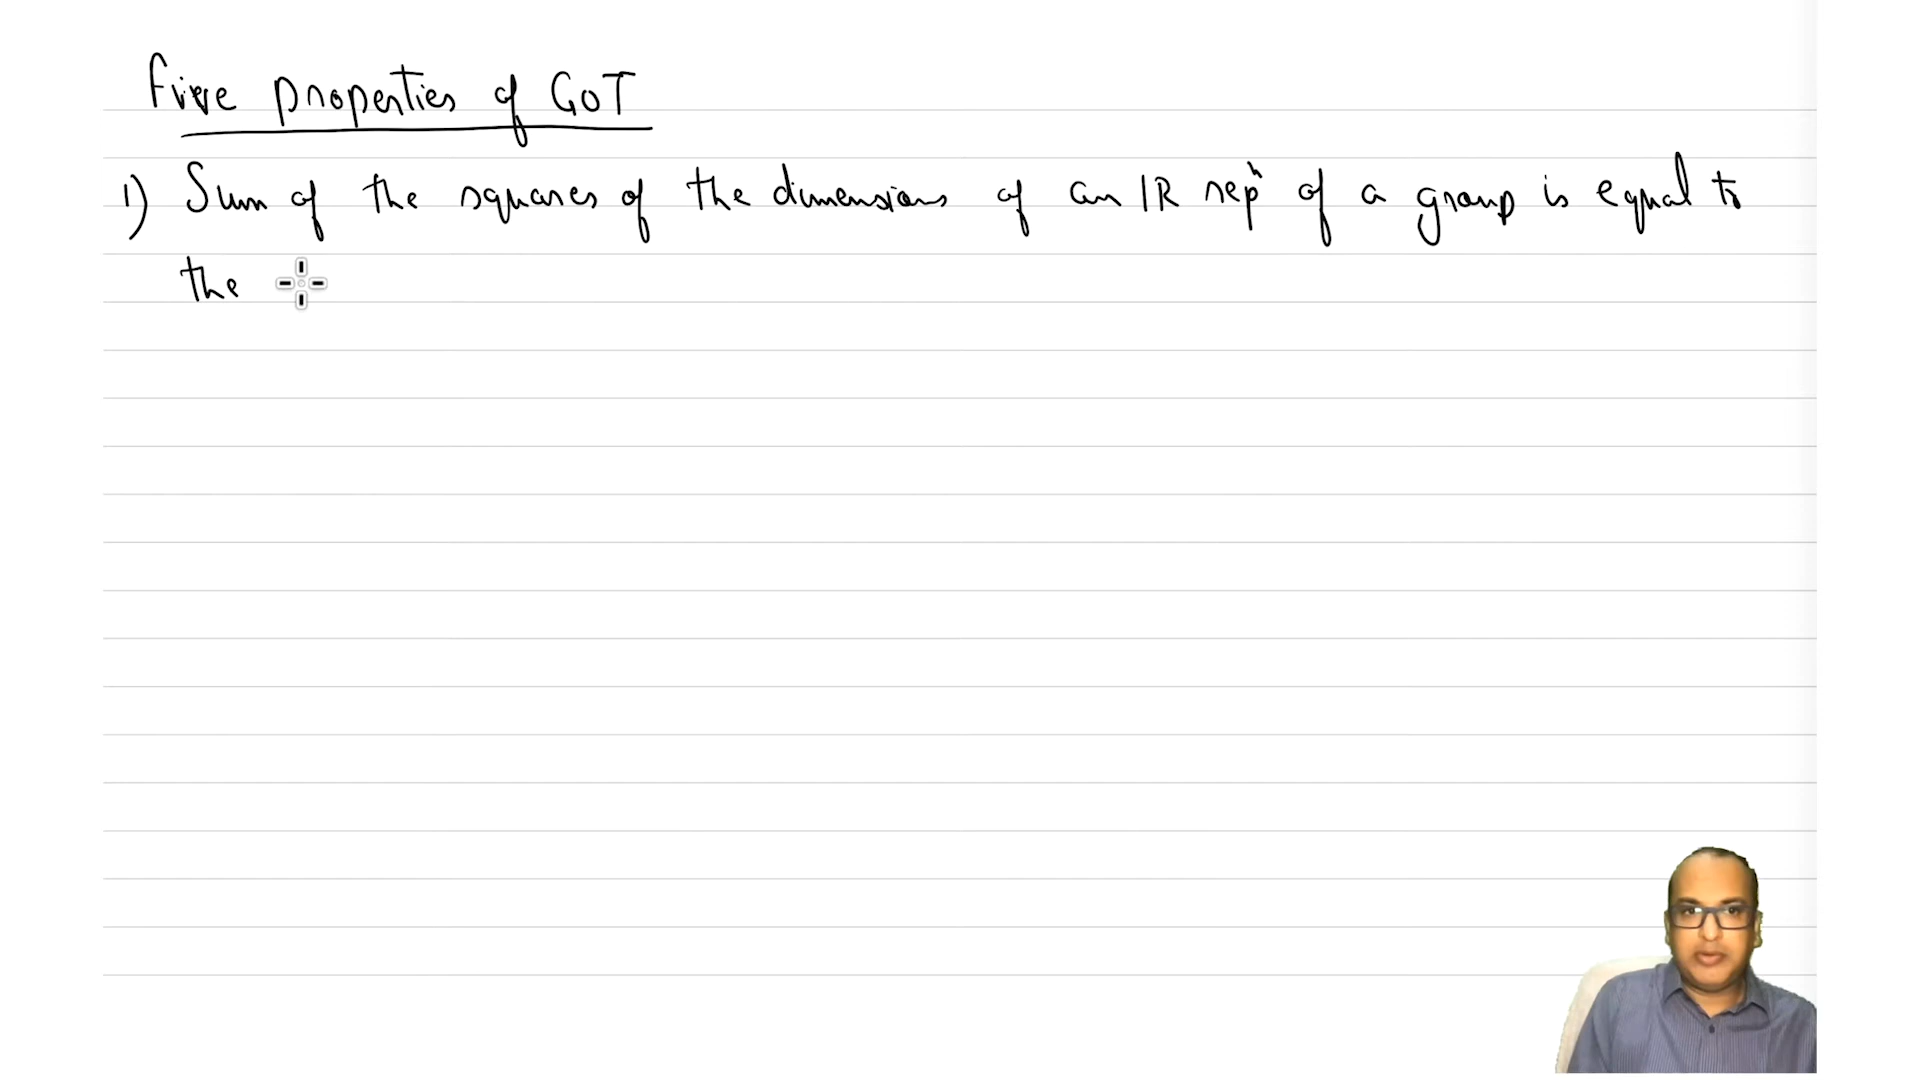 Five properties of GOT
1) Sum of the squares of the dimensions of an IR repn of a group is equal to
the